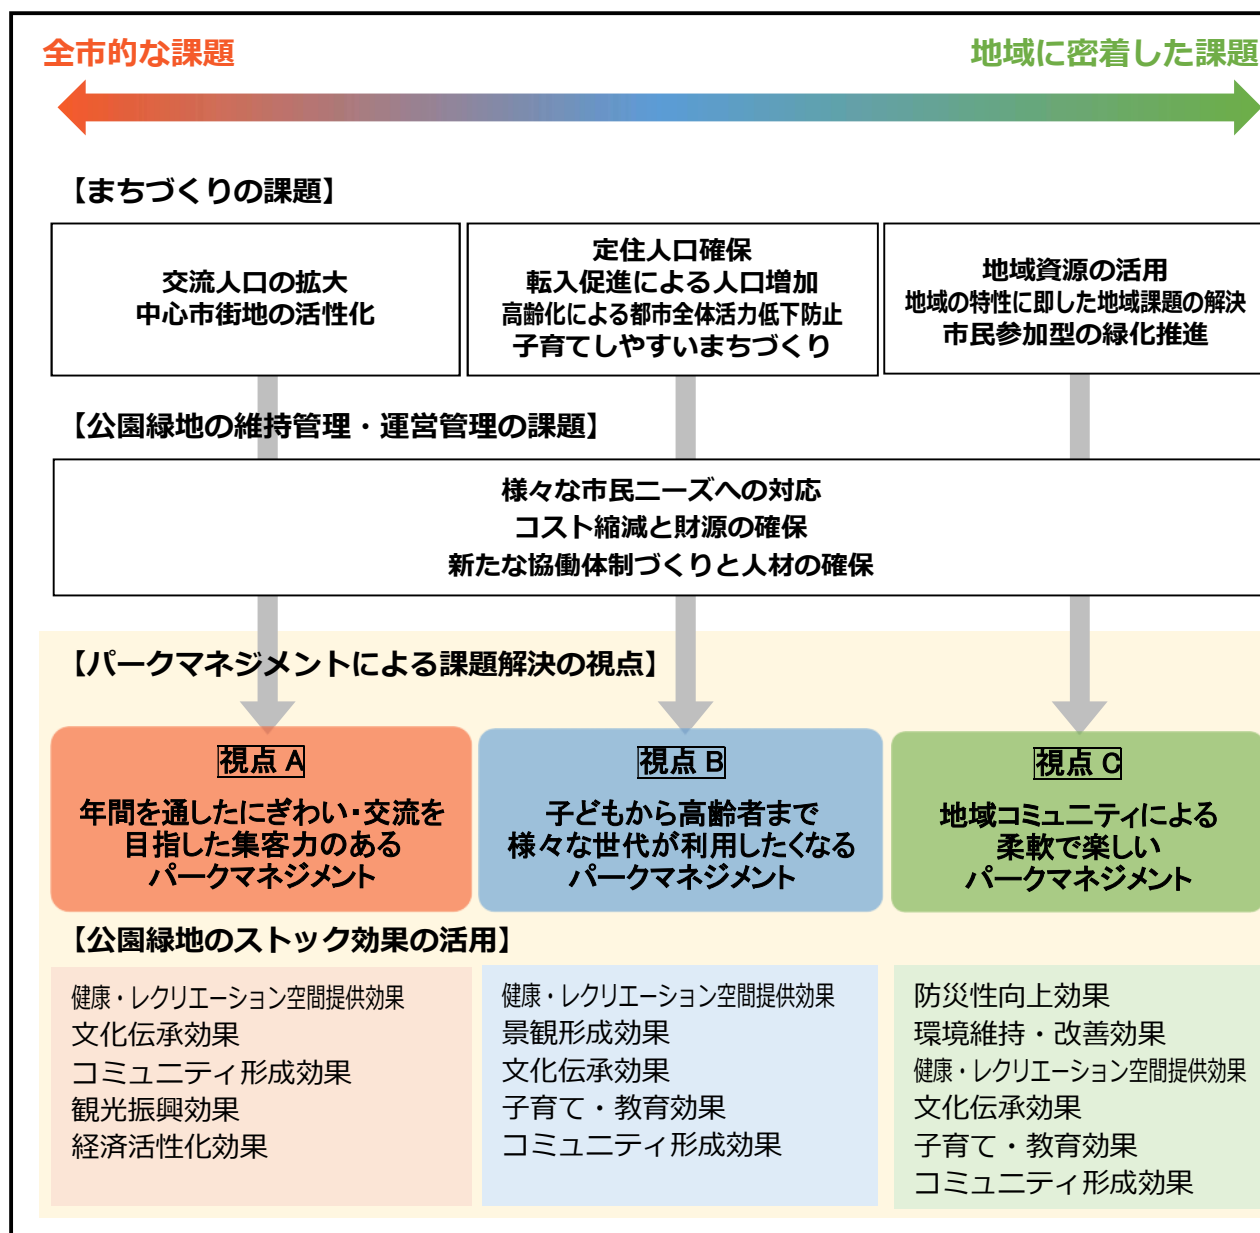 全市的な課題
地域に密着した課題
【まちづくりの課題】
交流人口の拡大
中心市街地の活性化
定住人口確保
転入促進による人口増加
高齢化による都市全体活力低下防止
子育てしやすいまちづくり
地域資源の活用
地域の特性に即した地域課題の解決
市民参加型の緑化推進
【公園緑地の維持管理・運営管理の課題】
様々な市民ニーズへの対応
コスト縮減と財源の確保
新たな協働体制づくりと人材の確保
【パークマネジメントによる課題解決の視点】
視点 A
年間を通したにぎわい・交流を
目指した集客力のある
パークマネジメント
視点 B
子どもから高齢者まで
様々な世代が利用したくなる
パークマネジメント
視点 C
地域コミュニティによる
柔軟で楽しい
パークマネジメント
【公園緑地のストック効果の活用】
健康・レクリエーション空間提供効果
文化伝承効果
コミュニティ形成効果
観光振興効果
経済活性化効果
健康・レクリエーション空間提供効果
景観形成効果
文化伝承効果
子育て・教育効果
コミュニティ形成効果
防災性向上効果
環境維持・改善効果
健康・レクリエーション空間提供効果
文化伝承効果
子育て・教育効果
コミュニティ形成効果